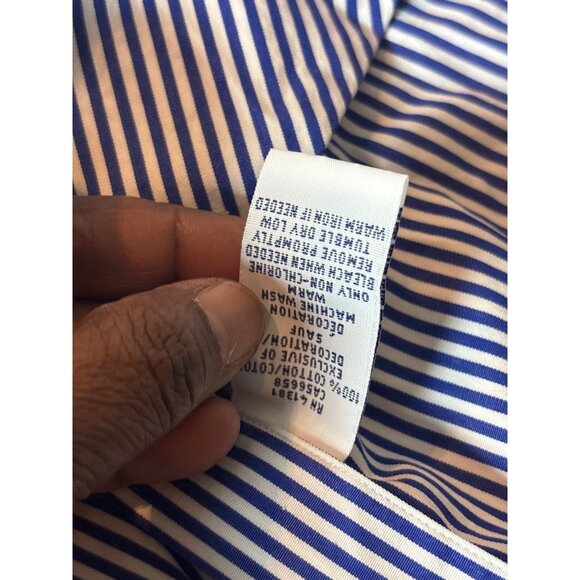 RN 41381
CA56658
100% COTTON/COTO
EXCLUSIVE OF
DECORATION/
SAUF
DÉCORATION
MACHINE WASH
WARM
ONLY NON-CHLORINE
BLEACH WHEN NEEDED
REMOVE PROMPTLY
TUMBLE DRY LOW
WARM IRON IF NEEDED